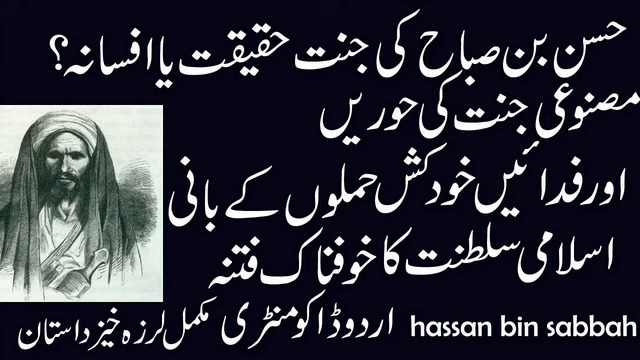 حسن بن صباح کی جنت حقیقت یا افسانہ؟
مصنوعی جنت کی حوریں
اور فدائیں خودکش حملوں کے بانی
اسلامی سلطنت کا خوفناک فتنہ
hassan bin sabbah اردو ڈاکومنٹری مکمل لرزہ خیز داستان